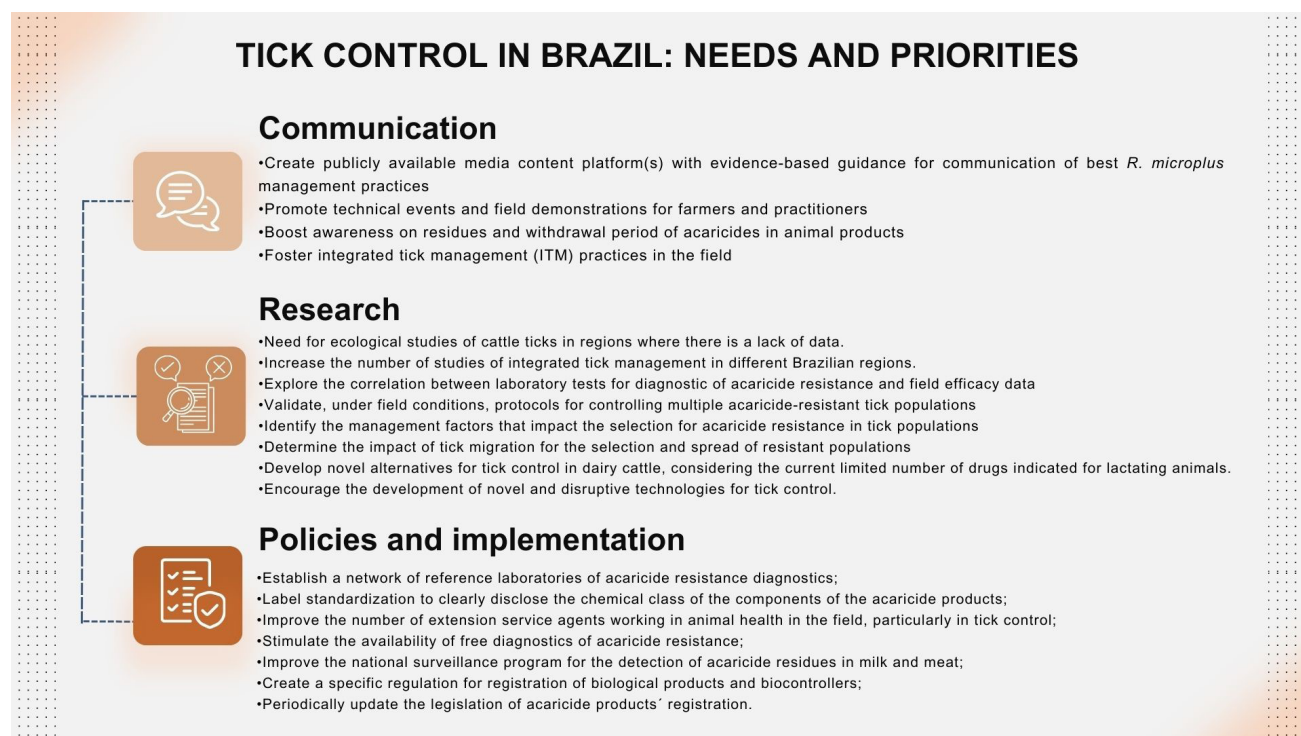 TICK CONTROL IN BRAZIL: NEEDS AND PRIORITIES
Communication
•Create publicly available media content platform(s) with evidence-based guidance for communication of best R. microplus
management practices
•Promote technical events and field demonstrations for farmers and practitioners
•Boost awareness on residues and withdrawal period of acaricides in animal products
•Foster integrated tick management (ITM) practices in the field
Research
•Need for ecological studies of cattle ticks in regions where there is a lack of data.
•Increase the number of studies of integrated tick management in different Brazilian regions.
•Explore the correlation between laboratory tests for diagnostic of acaricide resistance and field efficacy data
•Validate, under field conditions, protocols for controlling multiple acaricide-resistant tick populations
•Identify the management factors that impact the selection for acaricide resistance in tick populations
•Determine the impact of tick migration for the selection and spread of resistant populations
•Develop novel alternatives for tick control in dairy cattle, considering the current limited number of drugs indicated for lactating animals.
•Encourage the development of novel and disruptive technologies for tick control.
Policies and implementation
•Establish a network of reference laboratories of acaricide resistance diagnostics;
•Label standardization to clearly disclose the chemical class of the components of the acaricide products;
•Improve the number of extension service agents working in animal health in the field, particularly in tick control;
•Stimulate the availability of free diagnostics of acaricide resistance;
•Improve the national surveillance program for the detection of acaricide residues in milk and meat;
•Create a specific regulation for registration of biological products and biocontrollers;
•Periodically update the legislation of acaricide products´ registration.